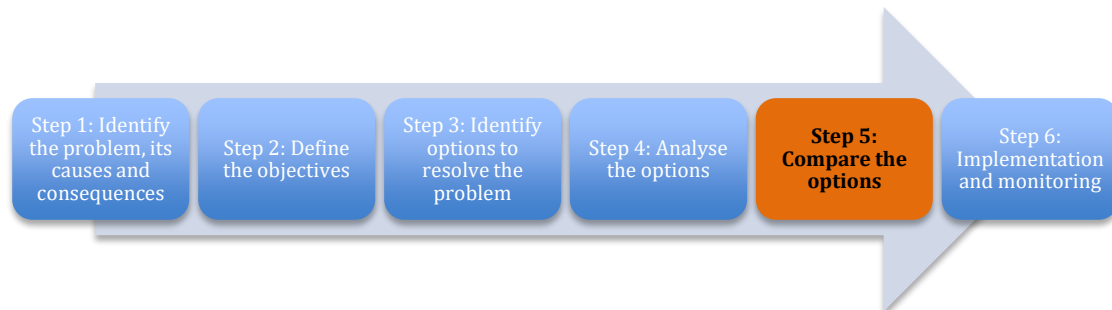 Step 1: Identify
the problem, its
causes and
consequences
Step 2: Define
the objectives
Step 3: Identify
options to
resolve the
problem
Step 4: Analyse
the options
Step 5:
Compare the
options
Step 6:
Implementation
and monitoring